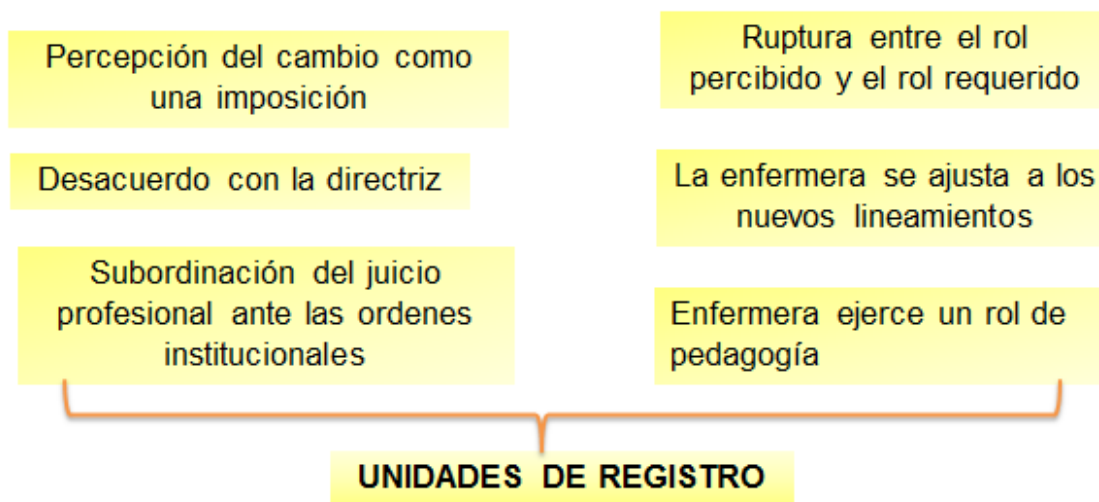 Percepción del cambio como
una imposición
Desacuerdo con la directriz
Subordinación del juicio
profesional ante las ordenes
institucionales
Ruptura entre el rol
percibido y el rol requerido
La enfermera se ajusta a los
nuevos lineamientos
Enfermera ejerce un rol de
pedagogía
UNIDADES DE REGISTRO